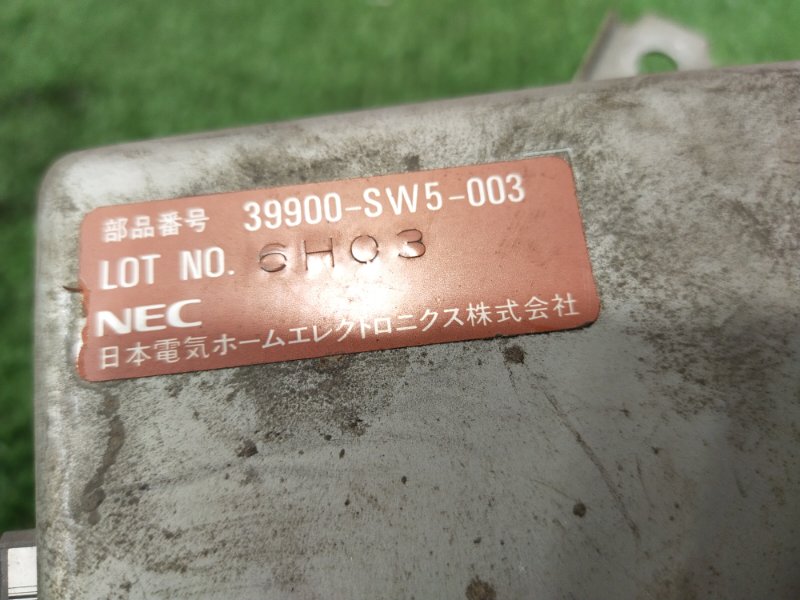 部品番号 39900-SW5-003
LOT NO. 6H03
NEC
日本電気ホームエレクトロニクス株式会社